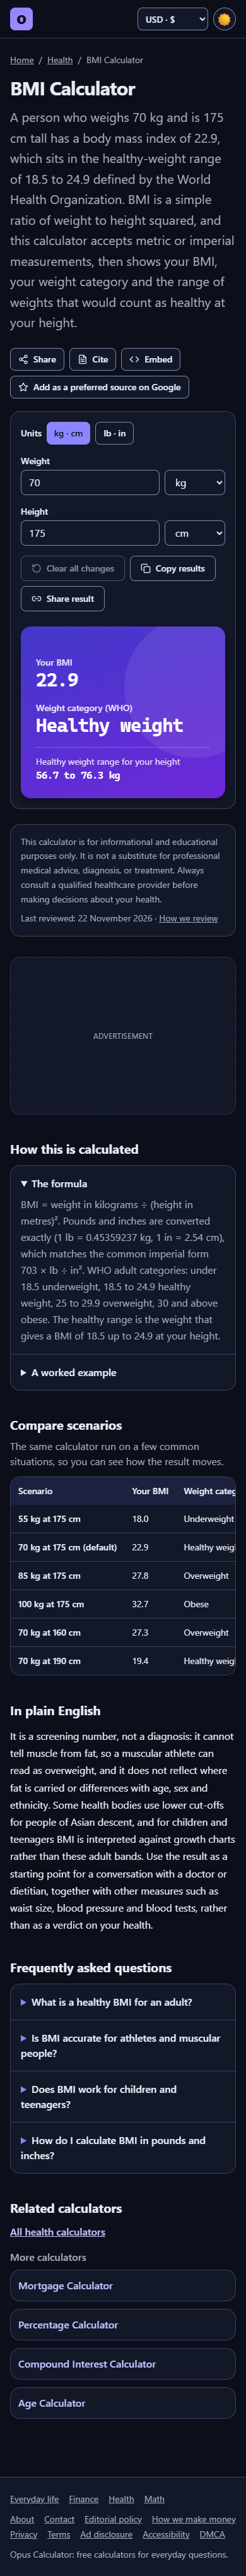 O
USD · $
Home / Health / BMI Calculator
BMI Calculator
A person who weighs 70 kg and is 175
cm tall has a body mass index of 22.9,
which sits in the healthy-weight range
of 18.5 to 24.9 defined by the World
Health Organization. BMI is a simple
ratio of weight to height squared, and
this calculator accepts metric or imperial
measurements, then shows your BMI,
your weight category and the range of
weights that would count as healthy at
your height.
Share
Cite
Embed
Add as a preferred source on Google
Units
kg · cm
lb · in
Weight
70
kg
Height
175
cm
Clear all changes
Copy results
Share result
Your BMI
22.9
Weight category (WHO)
Healthy weight
Healthy weight range for your height
56.7 to 76.3 kg
This calculator is for informational and educational
purposes only. It is not a substitute for professional
medical advice, diagnosis, or treatment. Always
consult a qualified healthcare provider before
making decisions about your health.
Last reviewed: 22 November 2026 · How we review
ADVERTISEMENT
How this is calculated
▼ The formula
BMI = weight in kilograms ÷ (height in
metres)². Pounds and inches are converted
exactly (1 lb = 0.45359237 kg, 1 in = 2.54 cm),
which matches the common imperial form
703 × lb ÷ in². WHO adult categories: under
18.5 underweight, 18.5 to 24.9 healthy
weight, 25 to 29.9 overweight, 30 and above
obese. The healthy range is the weight that
gives a BMI of 18.5 up to 24.9 at your height.
▶ A worked example
Compare scenarios
The same calculator run on a few common
situations, so you can see how the result moves.
Scenario Your BMI Weight categ
55 kg at 175 cm 18.0 Underweight
70 kg at 175 cm (default) 22.9 Healthy weigh
85 kg at 175 cm 27.8 Overweight
100 kg at 175 cm 32.7 Obese
70 kg at 160 cm 27.3 Overweight
70 kg at 190 cm 19.4 Healthy weigh
In plain English
It is a screening number, not a diagnosis: it cannot
tell muscle from fat, so a muscular athlete can
read as overweight, and it does not reflect where
fat is carried or differences with age, sex and
ethnicity. Some health bodies use lower cut-offs
for people of Asian descent, and for children and
teenagers BMI is interpreted against growth charts
rather than these adult bands. Use the result as a
starting point for a conversation with a doctor or
dietitian, together with other measures such as
waist size, blood pressure and blood tests, rather
than as a verdict on your health.
Frequently asked questions
▶ What is a healthy BMI for an adult?
▶ Is BMI accurate for athletes and muscular
people?
▶ Does BMI work for children and
teenagers?
▶ How do I calculate BMI in pounds and
inches?
Related calculators
All health calculators
More calculators
Mortgage Calculator
Percentage Calculator
Compound Interest Calculator
Age Calculator
Everyday life Finance Health Math
About Contact Editorial policy How we make money
Privacy Terms Ad disclosure Accessibility DMCA
Opus Calculator: free calculators for everyday questions.